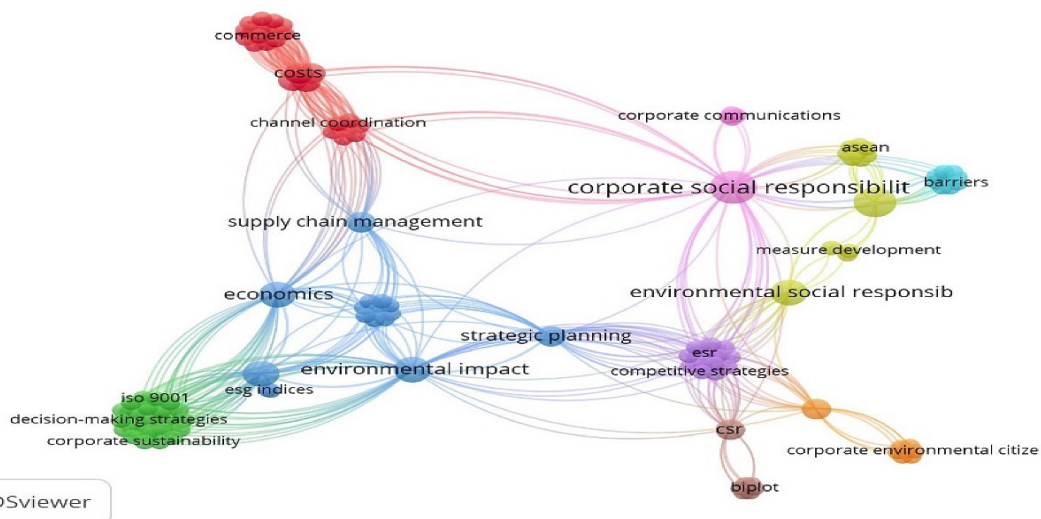 commerce
costs
channel coordination
corporate communications
asean
barriers
corporate social responsibilit
supply chain management
measure development
economics
environmental social responsib
strategic planning
esr
environmental impact
competitive strategies
esg indices
iso 9001
decision-making strategies
corporate sustainability
csr
corporate environmental citize
biplot
OSviewer